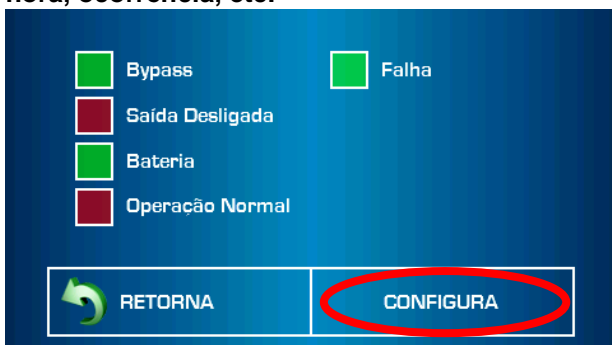 Bypass
Falha
Saída Desligada
Bateria
Operação Normal
RETORNA
CONFIGURA